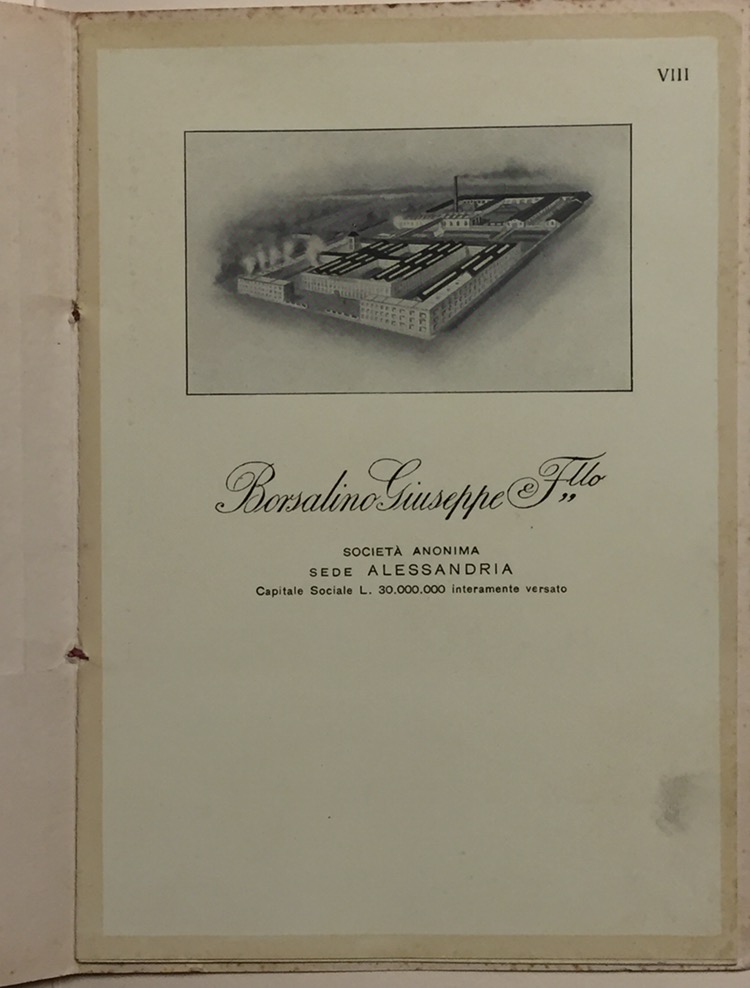 VIII
Borsalino Giuseppe e F.llo
SOCIETÀ ANONIMA
SEDE ALESSANDRIA
Capitale Sociale L. 30.000.000 interamente versato